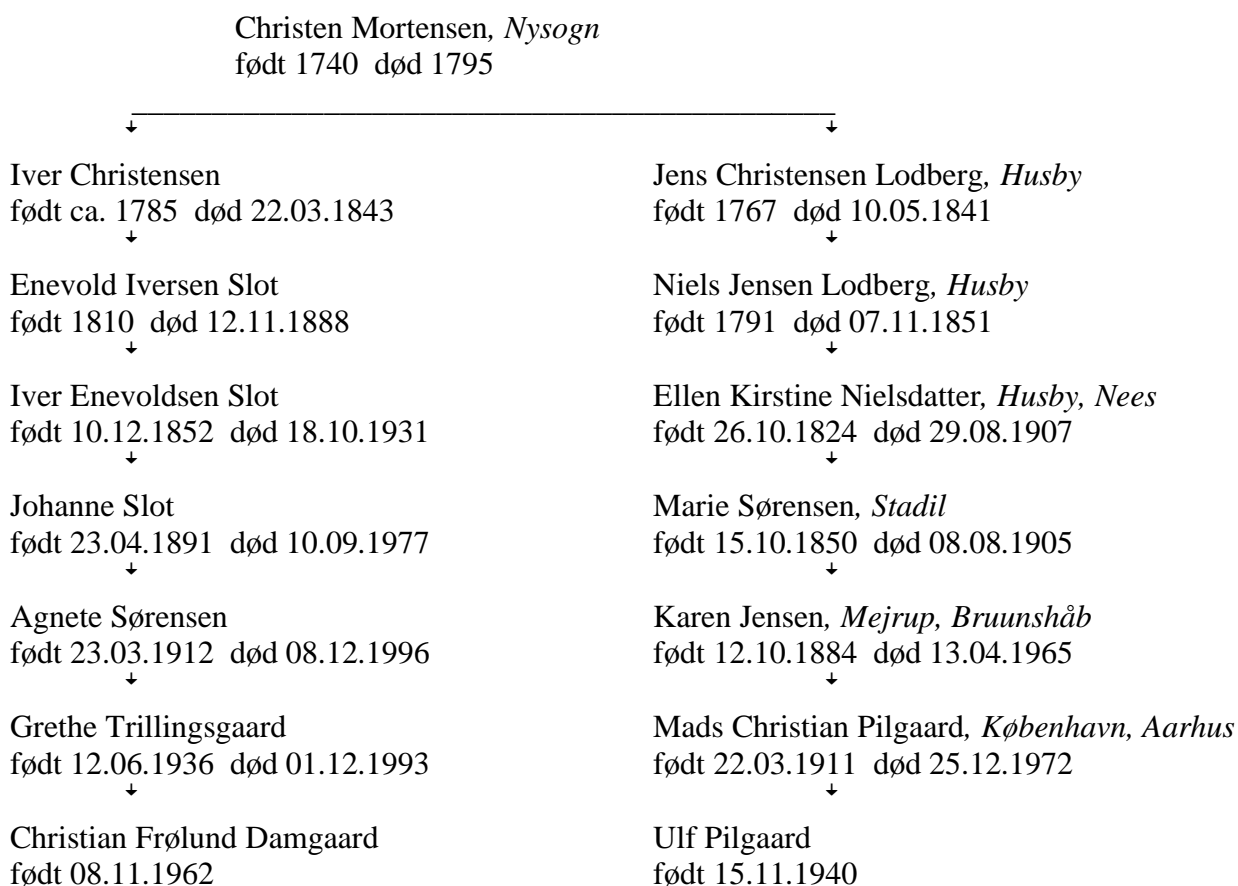 Christen Mortensen, Nysogn
født 1740 død 1795
Iver Christensen
født ca. 1785 død 22.03.1843
Jens Christensen Lodberg, Husby
født 1767 død 10.05.1841
Enevold Iversen Slot
født 1810 død 12.11.1888
Niels Jensen Lodberg, Husby
født 1791 død 07.11.1851
Iver Enevoldsen Slot
født 10.12.1852 død 18.10.1931
Ellen Kirstine Nielsdatter, Husby, Nees
født 26.10.1824 død 29.08.1907
Johanne Slot
født 23.04.1891 død 10.09.1977
Marie Sørensen, Stadil
født 15.10.1850 død 08.08.1905
Agnete Sørensen
født 23.03.1912 død 08.12.1996
Karen Jensen, Mejrup, Bruunshåb
født 12.10.1884 død 13.04.1965
Grethe Trillingsgaard
født 12.06.1936 død 01.12.1993
Mads Christian Pilgaard, København, Aarhus
født 22.03.1911 død 25.12.1972
Christian Frølund Damgaard
født 08.11.1962
Ulf Pilgaard
født 15.11.1940